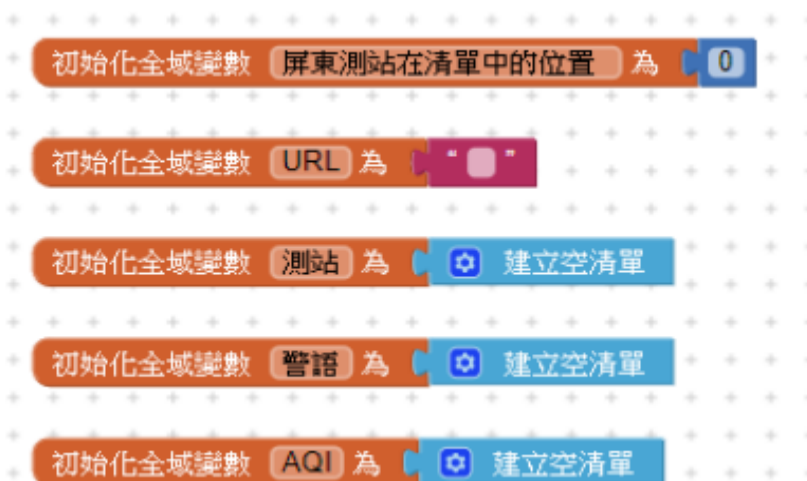 初始化全域變數 屏東測站在清單中的位置 為 0
初始化全域變數 URL 為 “ ”
初始化全域變數 測站 為 建立空清單
初始化全域變數 警語 為 建立空清單
初始化全域變數 AQI 為 建立空清單